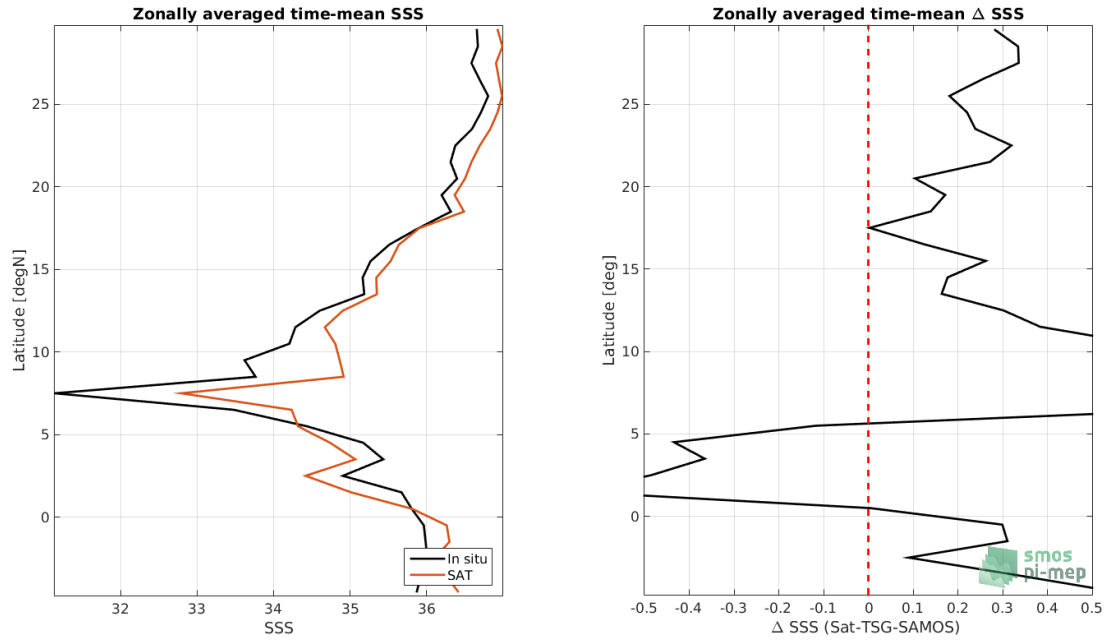 Zonally averaged time-mean SSS
Latitude [degN]
25
20
15
10
5
0
32
33
34
35
36
SSS
In situ
SAT
Zonally averaged time-mean Δ SSS
Latitude [deg]
25
20
15
10
5
0
-0.5
-0.4
-0.3
-0.2
-0.1
0
0.1
0.2
0.3
0.4
0.5
Δ SSS (Sat-TSG-SAMOS)
smos
pi-mep